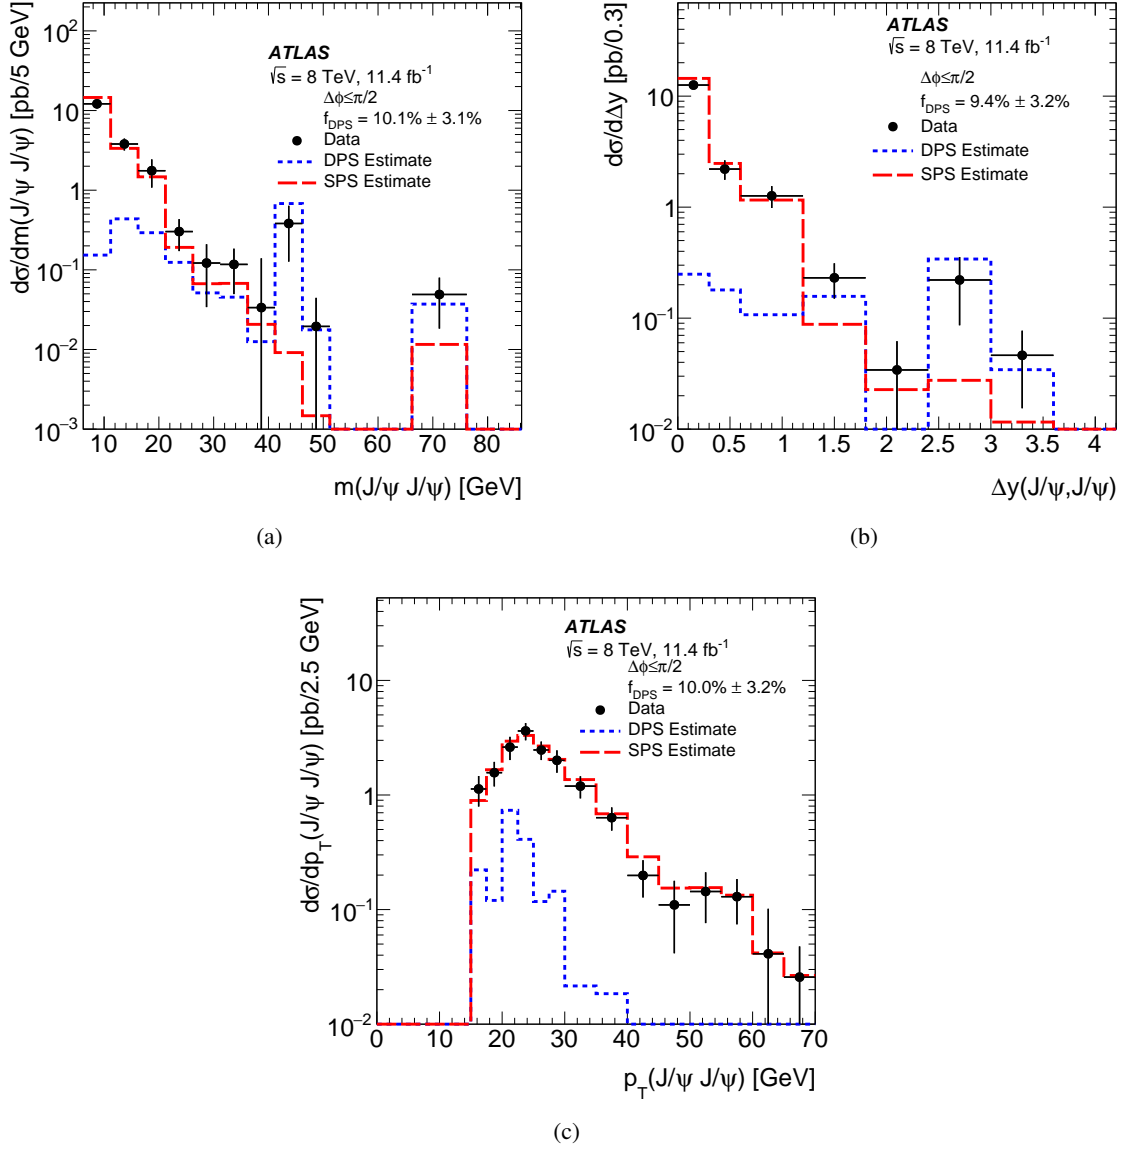 dσ/dm(J/ψ J/ψ) [pb/5 GeV]
10²
10
1
10⁻¹
10⁻²
10⁻³
ATLAS
√s = 8 TeV, 11.4 fb⁻¹
Δϕ≤π/2
f_DPS = 10.1% ± 3.1%
Data
DPS Estimate
SPS Estimate
10 20 30 40 50 60 70 80
m(J/ψ J/ψ) [GeV]
(a)
dσ/dΔy [pb/0.3]
10
1
10⁻¹
10⁻²
ATLAS
√s = 8 TeV, 11.4 fb⁻¹
Δϕ≤π/2
f_DPS = 9.4% ± 3.2%
Data
DPS Estimate
SPS Estimate
0 0.5 1 1.5 2 2.5 3 3.5 4
Δy(J/ψ,J/ψ)
(b)
dσ/dp_T(J/ψ J/ψ) [pb/2.5 GeV]
10
1
10⁻¹
10⁻²
ATLAS
√s = 8 TeV, 11.4 fb⁻¹
Δϕ≤π/2
f_DPS = 10.0% ± 3.2%
Data
DPS Estimate
SPS Estimate
0 10 20 30 40 50 60 70
p_T(J/ψ J/ψ) [GeV]
(c)